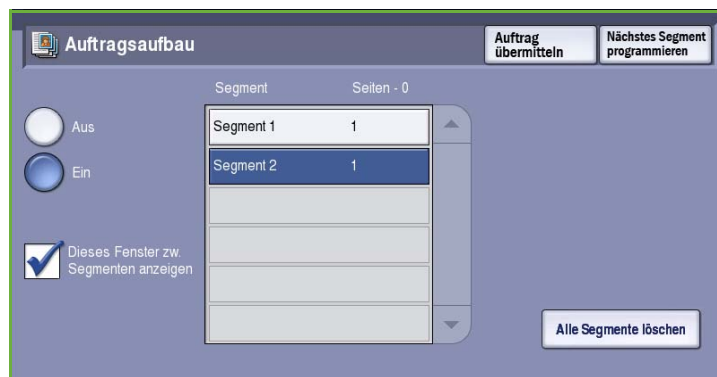 Auftragsaufbau
Auftrag
übermitteln
Nächstes Segment
programmieren
Segment Seiten - 0
Aus
Ein
Segment 1 1
Segment 2 1
Dieses Fenster zw.
Segmenten anzeigen
Alle Segmente löschen